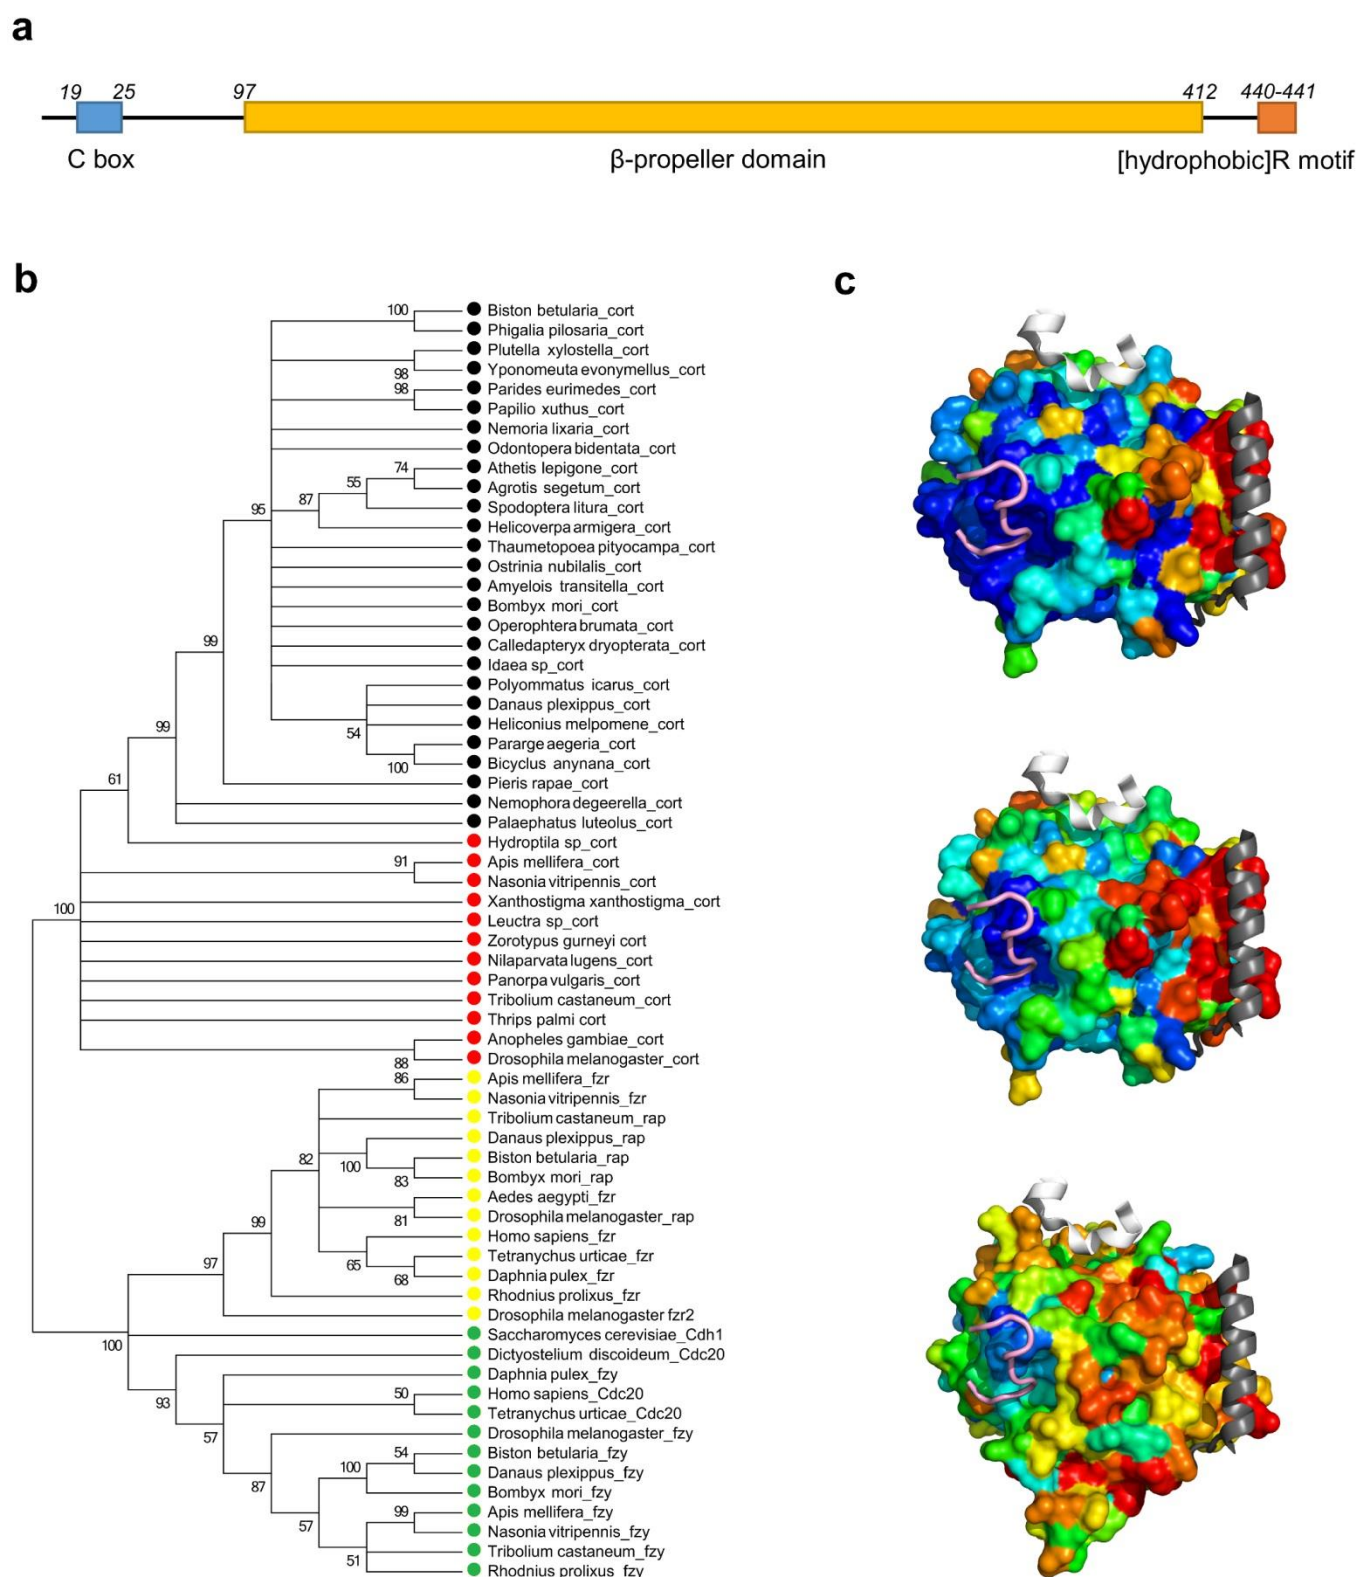 a
19 25 97 412 440-441
C box β-propeller domain [hydrophobic]R motif
b
c
100 Biston betularia_cort
Phigalia pilosaria_cort
Plutella xylostella_cort
98 Yponomeuta evonymellus_cort
98 Parides eurimedes_cort
Papilio xuthus_cort
Nemoria lixaria_cort
Odontopera bidentata_cort
74 Athetis lepigone_cort
55 Agrotis segetum_cort
95 87 Spodoptera litura_cort
Helicoverpa armigera_cort
Thaumetopoea pityocampa_cort
Ostrinia nubilalis_cort
Amyelois transitella_cort
Bombyx mori_cort
Operophtera brumata_cort
99 Calledapteryx dryopterata_cort
Idaea sp_cort
Polyommatus icarus_cort
Danaus plexippus_cort
99 54 Heliconius melpomene_cort
Pararge aegeria_cort
100 Bicyclus anynana_cort
61 Pieris rapae_cort
Nemophora degeerella_cort
Palaephatus luteolus_cort
Hydroptila sp_cort
91 Apis mellifera_cort
Nasonia vitripennis_cort
Xanthostigma xanthostigma_cort
100 Leuctra sp_cort
Zorotypus gurneyi cort
Nilaparvata lugens_cort
Panorpa vulgaris_cort
Tribolium castaneum_cort
Thrips palmi cort
Anopheles gambiae_cort
88 Drosophila melanogaster_cort
86 Apis mellifera_fzr
Nasonia vitripennis_fzr
Tribolium castaneum_rap
Danaus plexippus_rap
82 100 Biston betularia_rap
83 Bombyx mori_rap
Aedes aegypti_fzr
81 Drosophila melanogaster_rap
99 Homo sapiens_fzr
65 Tetranychus urticae_fzr
97 68 Daphnia pulex_fzr
Rhodnius prolixus_fzr
Drosophila melanogaster fzr2
100 Saccharomyces cerevisiae_Cdh1
Dictyostelium discoideum_Cdc20
Daphnia pulex_fzy
93 50 Homo sapiens_Cdc20
57 Tetranychus urticae_Cdc20
Drosophila melanogaster_fzy
54 Biston betularia_fzy
87 100 Danaus plexippus_fzy
Bombyx mori_fzy
99 Apis mellifera_fzy
57 Nasonia vitripennis_fzy
51 Tribolium castaneum_fzy
Rhodnius prolixus_fzy